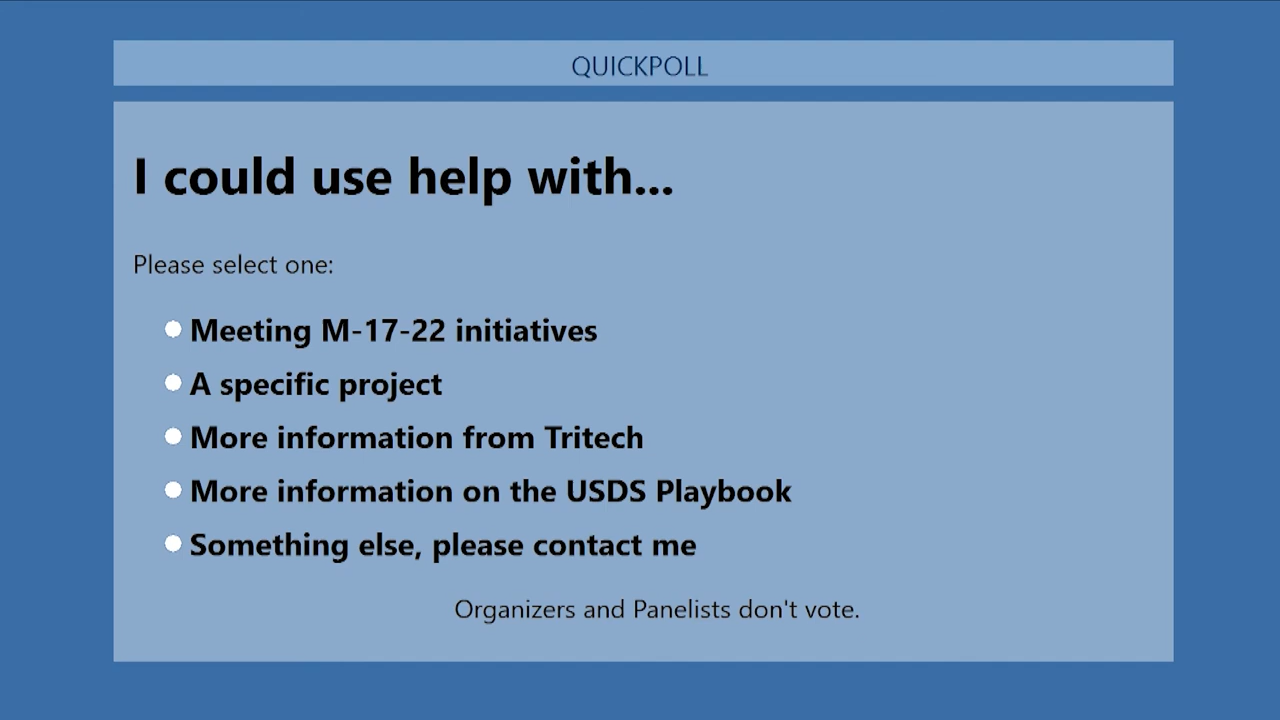 QUICKPOLL
I could use help with...
Please select one:
Meeting M-17-22 initiatives
A specific project
More information from Tritech
More information on the USDS Playbook
Something else, please contact me
Organizers and Panelists don't vote.